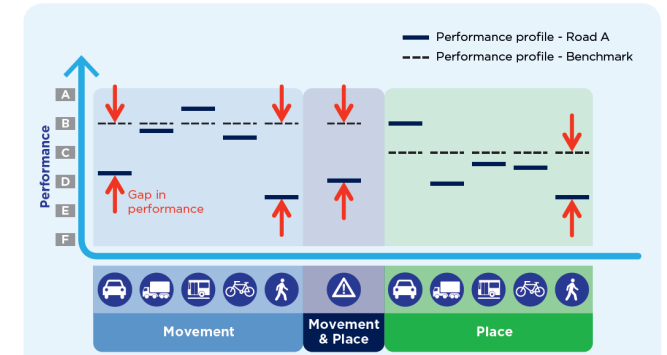 Performance profile - Road A
Performance profile - Benchmark
Performance
A
B
C
D
E
F
Gap in
performance
Movement
Movement
& Place
Place